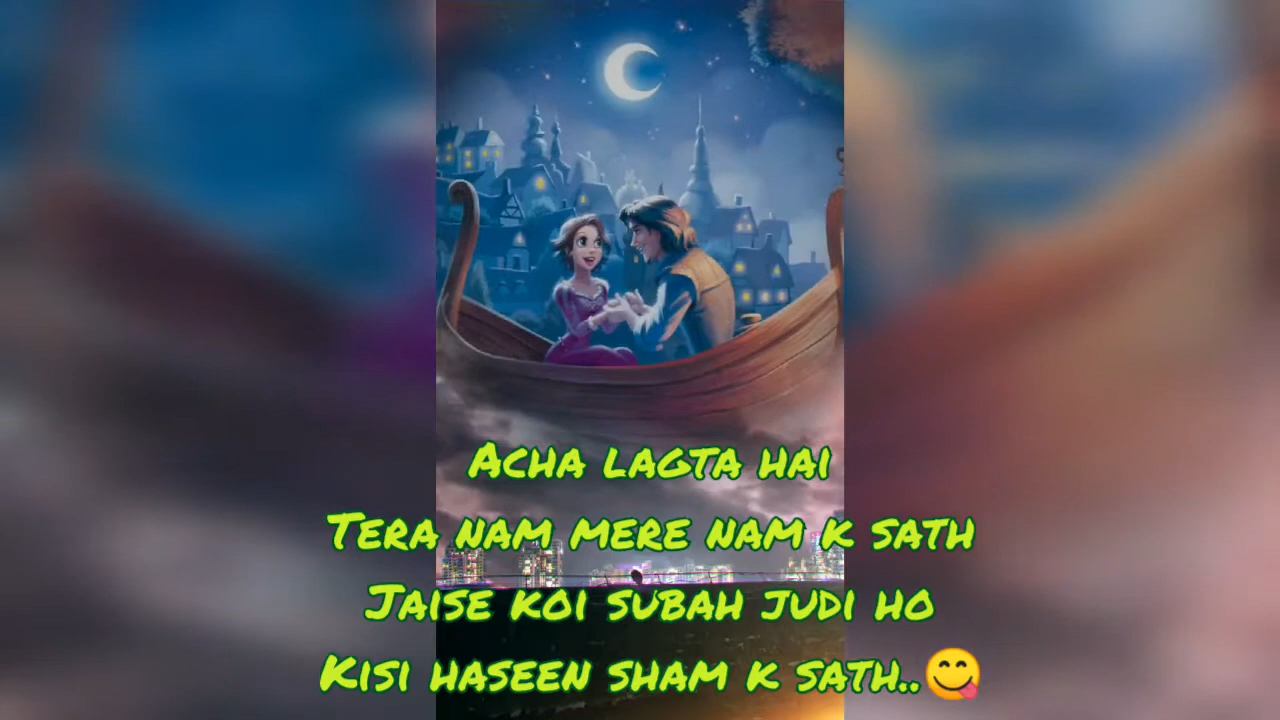 Acha lagta hai
Tera nam mere nam k sath
Jaise koi subah judi ho
Kisi haseen sham k sath..😋